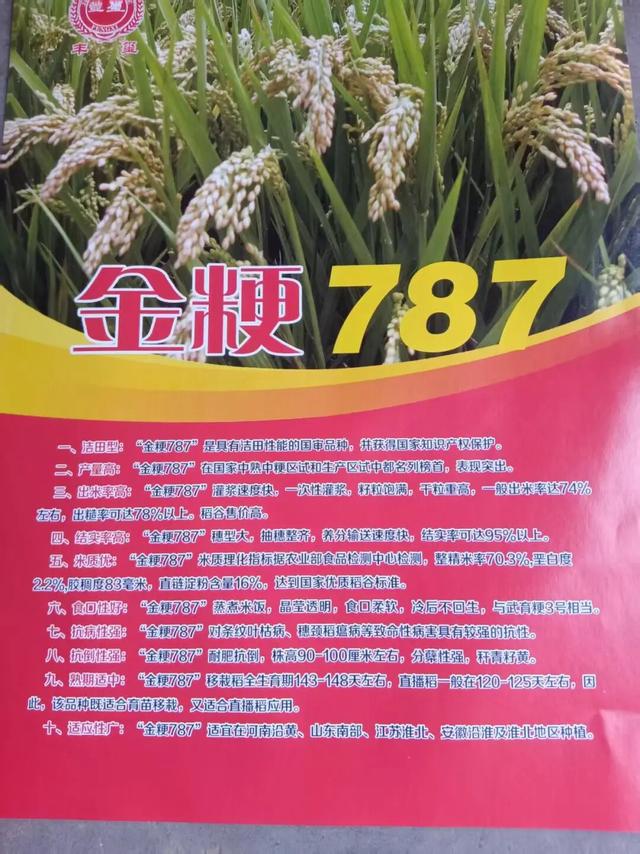 丰玺
金粳787
一、洁田型：“金粳787”是具有洁田性能的国审品种，并获得国家知识产权保护。
二、产量高：“金粳787”在国家中熟中粳区试和生产区试中都名列榜首，表现突出。
三、出米率高：“金粳787”灌浆速度快，一次性灌浆，籽粒饱满，千粒重高，一般出米率达74%
左右，出糙率可达78%以上。稻谷售价高。
四、结实率高：“金粳787”穗型大，抽穗整齐，养分输送速度快，结实率可达95%以上。
五、米质优：“金粳787”米质理化指标据农业部食品检测中心检测，整精米率70.3%,垩白度
2.2%,胶稠度83毫米，直链淀粉含量16%，达到国家优质稻谷标准。
六、食口性好：“金粳787”蒸煮米饭，晶莹透明，食口柔软，冷后不回生，与武育粳3号相当。
七、抗病性强：“金粳787”对条纹叶枯病、穗颈稻瘟病等致命性病害具有较强的抗性。
八、抗倒性强：“金粳787”耐肥抗倒，株高90-100厘米左右，分蘖性强，秆青籽黄。
九、熟期适中：“金粳787”移栽稻全生育期143-148天左右，直播稻一般在120-125天左右，因
此，该品种既适合育苗移栽，又适合直播稻应用。
十、适应性广：“金粳787”适宜在河南沿黄、山东南部、江苏淮北、安徽沿淮及淮北地区种植。